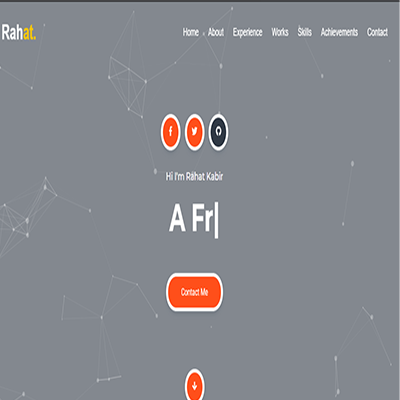 Rahat.
Home About Experience Works Skills Achievements Contact
Hi I'm Rahat Kabir
A Fr|
Contact Me